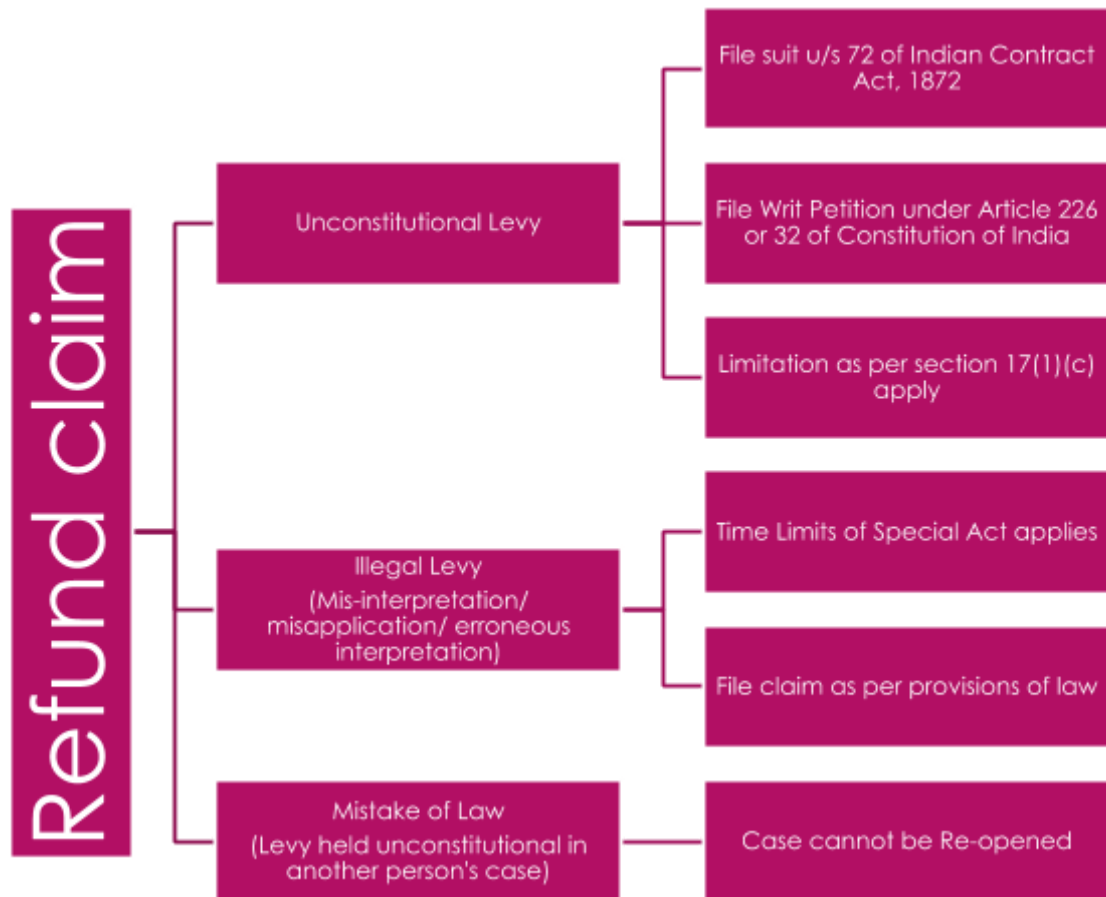 Refund claim
Unconstitutional Levy
File suit u/s 72 of Indian Contract
Act, 1872
File Writ Petition under Article 226
or 32 of Constitution of India
Limitation as per section 17(1)(c)
apply
Illegal Levy
(Mis-interpretation/
misapplication/ erroneous
interpretation)
Time Limits of Special Act applies
File claim as per provisions of law
Mistake of Law
(Levy held unconstitutional in
another person's case)
Case cannot be Re-opened